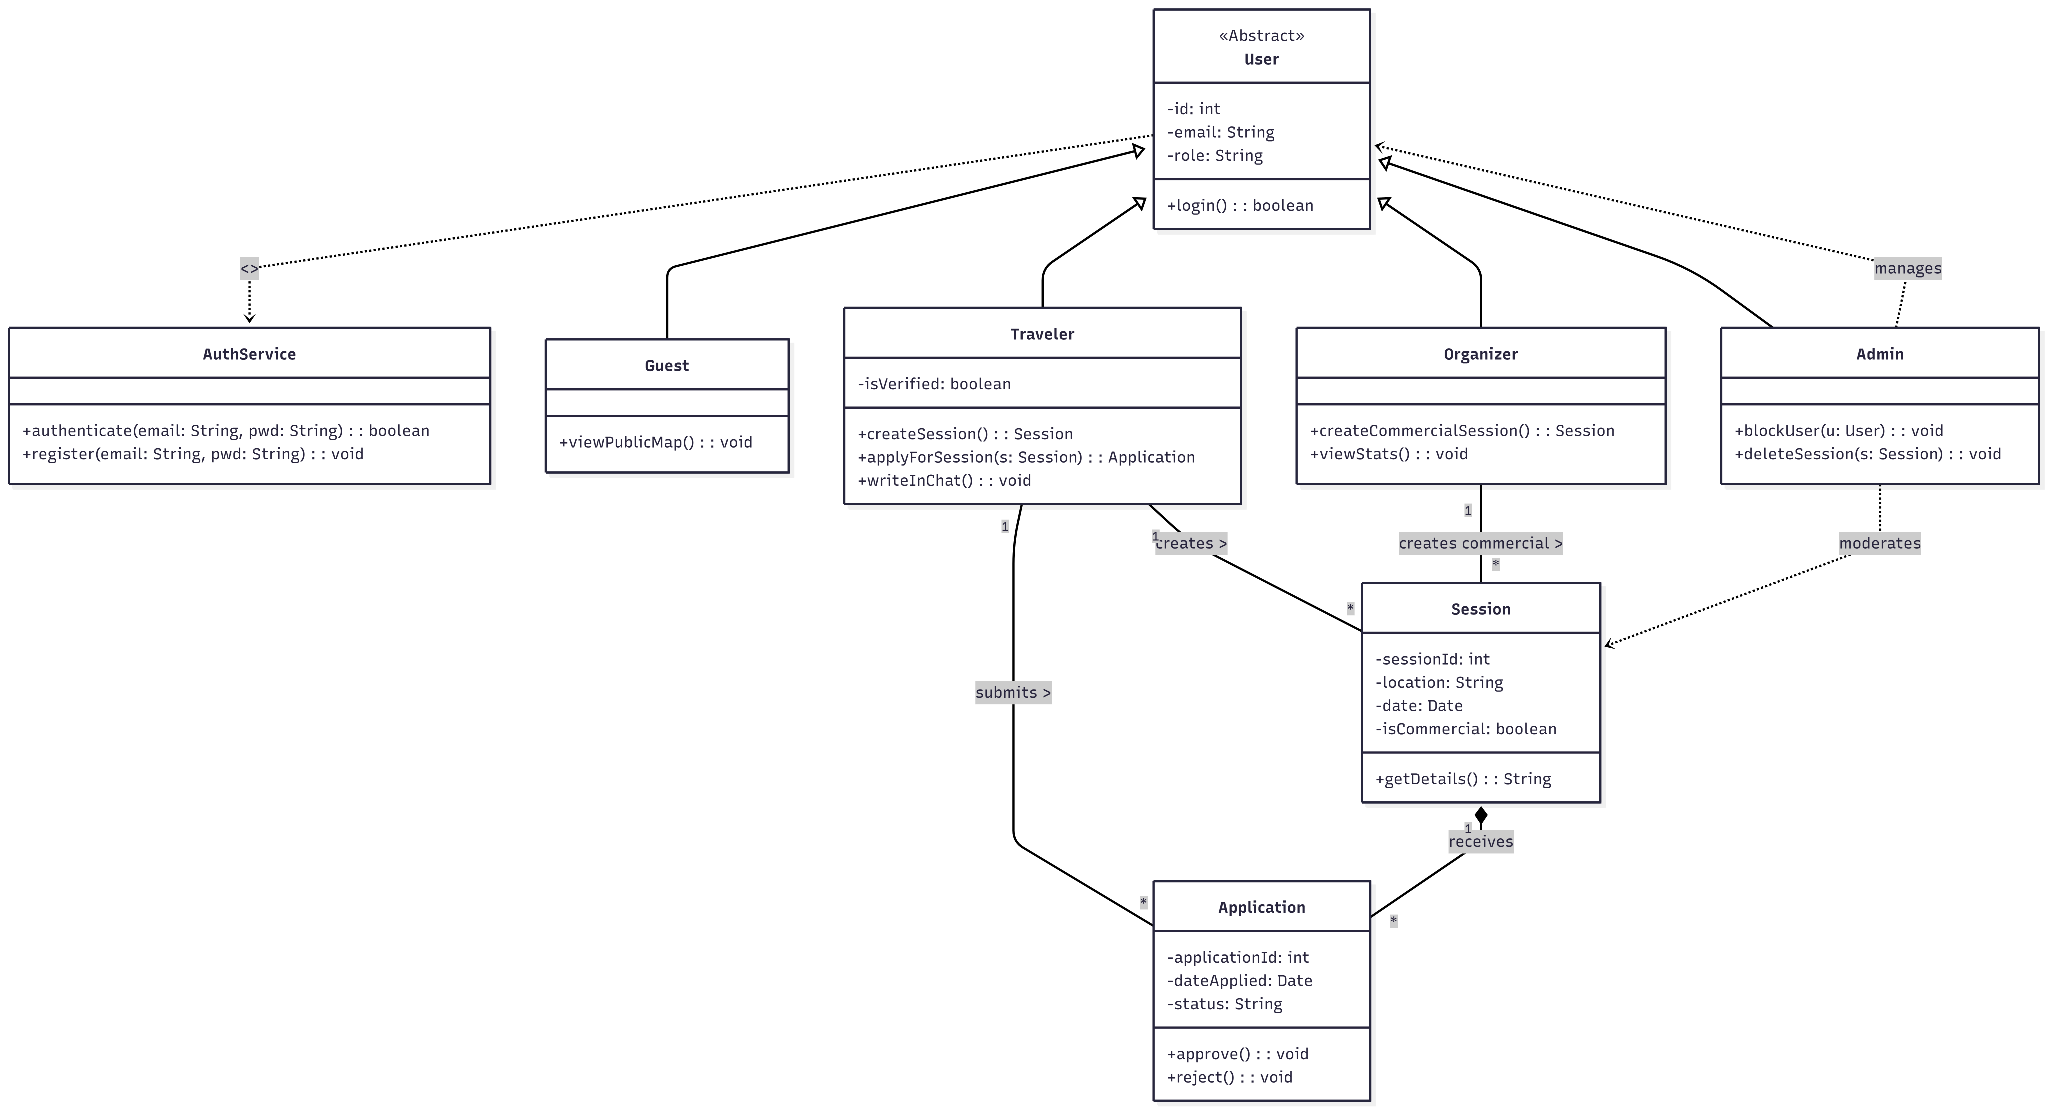 «Abstract»
User
-id: int
-email: String
-role: String
+login() : : boolean
<>
manages
AuthService
+authenticate(email: String, pwd: String) : : boolean
+register(email: String, pwd: String) : : void
Guest
+viewPublicMap() : : void
Traveler
-isVerified: boolean
+createSession() : : Session
+applyForSession(s: Session) : : Application
+writeInChat() : : void
Organizer
+createCommercialSession() : : Session
+viewStats() : : void
Admin
+blockUser(u: User) : : void
+deleteSession(s: Session) : : void
1
1
creates >
1
creates commercial >
*
moderates
*
submits >
Session
-sessionId: int
-location: String
-date: Date
-isCommercial: boolean
+getDetails() : : String
1
receives
*
*
Application
-applicationId: int
-dateApplied: Date
-status: String
+approve() : : void
+reject() : : void